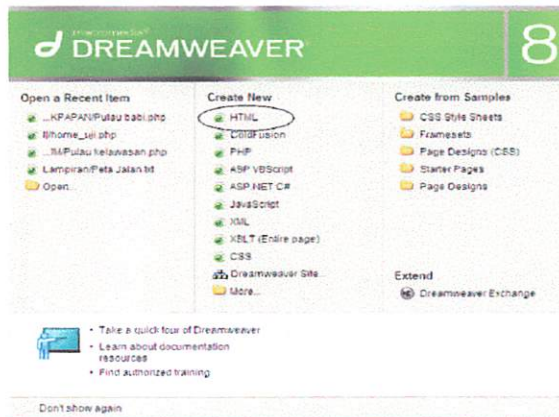 macromedia
DREAMWEAVER
8
Open a Recent Item
...KPAPAN/Pulau babi.php
home_uji.php
Pulau kelawasan.php
Lampiran/Peta Jalan.txt
Open...
Create New
HTML
ColdFusion
PHP
ASP VBScript
ASP.NET C#
JavaScript
XML
XSLT (Entire page)
CSS
Dreamweaver Site...
More...
Create from Samples
CSS Style Sheets
Framesets
Page Designs (CSS)
Starter Pages
Page Designs
Extend
Dreamweaver Exchange
• Take a quick tour of Dreamweaver
• Learn about documentation
resources
• Find authorized training
Don't show again